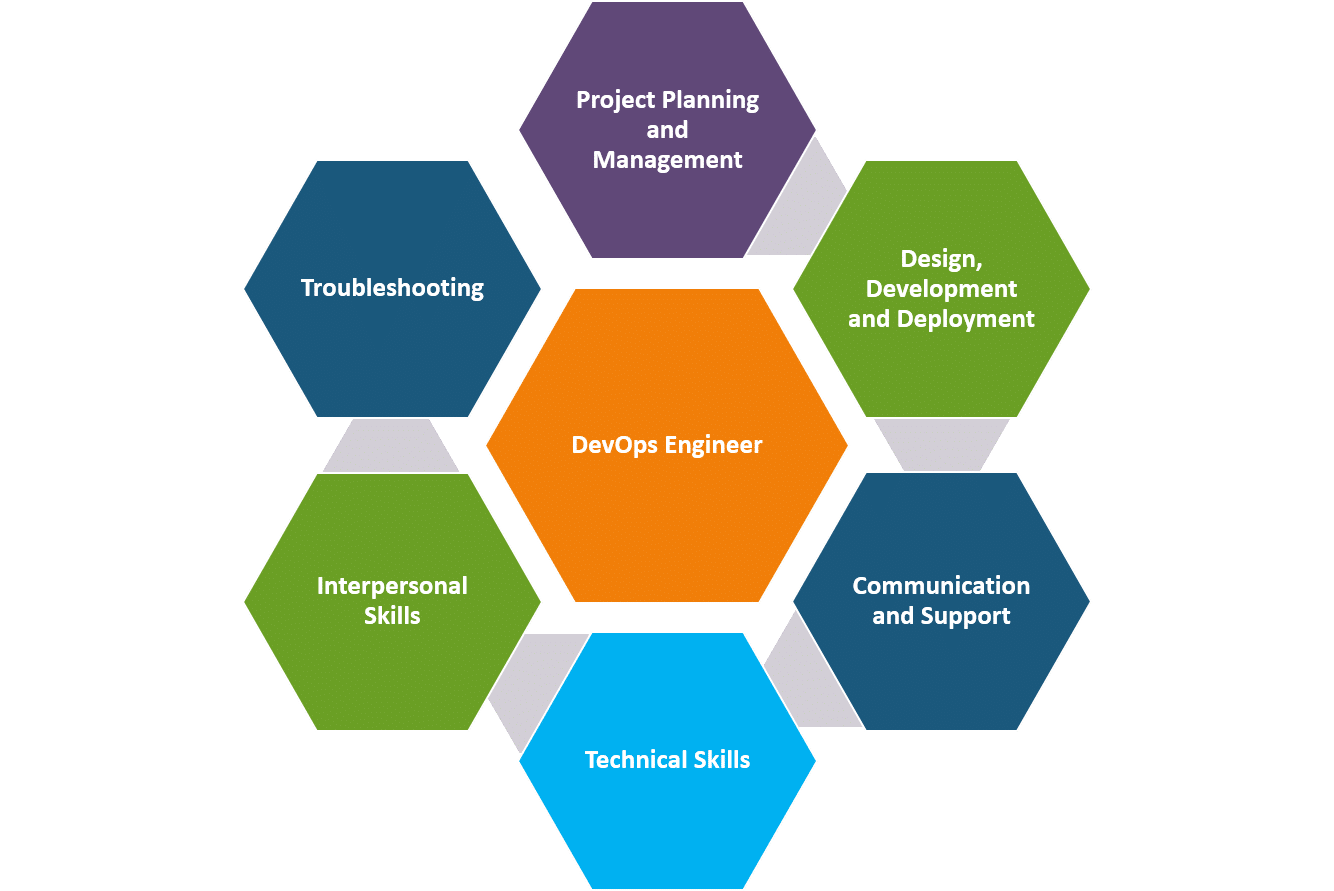 Project Planning
and
Management
Design,
Development
and Deployment
Troubleshooting
DevOps Engineer
Communication
and Support
Interpersonal
Skills
Technical Skills